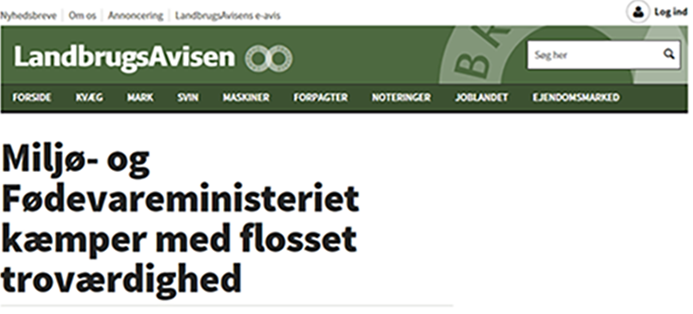 Nyhedsbreve Om os Annoncering LandbrugsAvisens e-avis Log ind
LandbrugsAvisen
Søg her
FORSIDE KVÆG MARK SVIN MASKINER FORPAGTER NOTERINGER JOBLANDET EJENDOMSMARKED
Miljø- og
Fødevareministeriet
kæmper med flosset
troværdighed